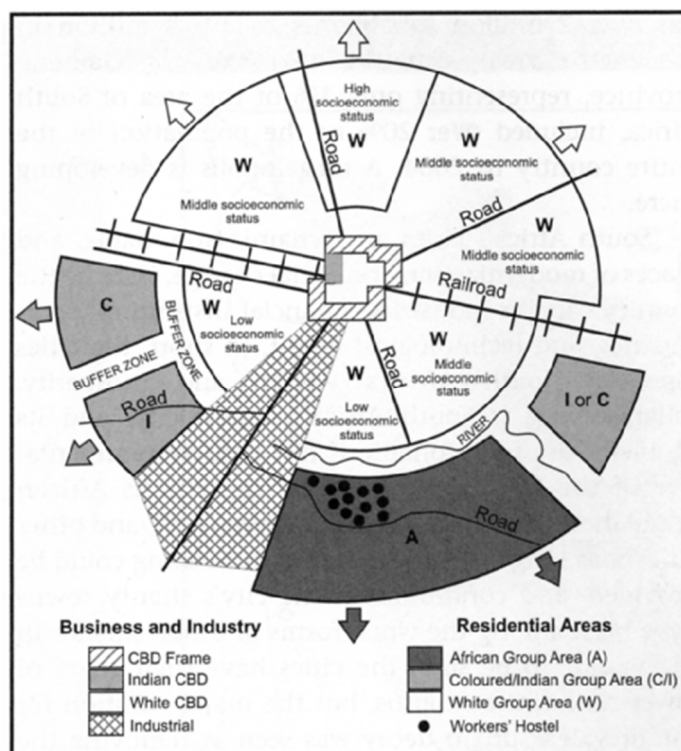 High
socioeconomic
status
W
Road
W
Middle socioeconomic
status
W
Middle socioeconomic
status
Road
W
Middle
socioeconomic
status
Railroad
Road
W
Low
socioeconomic
status
C
BUFFER ZONE
BUFFER ZONE
Road
I
W
Low
socioeconomic
status
Road
W
Middle
socioeconomic
status
RIVER
I or C
A
Road
Business and Industry
CBD Frame
Indian CBD
White CBD
Industrial
Residential Areas
African Group Area (A)
Coloured/Indian Group Area (C/I)
White Group Area (W)
Workers' Hostel